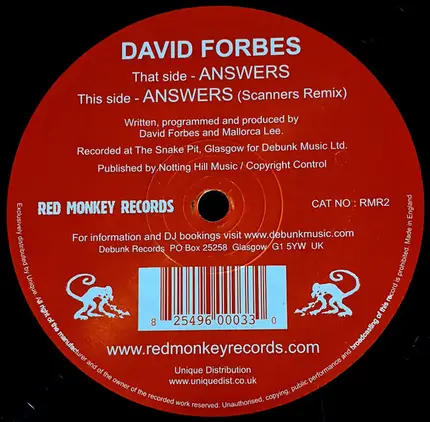 DAVID FORBES
That side - ANSWERS
This side - ANSWERS (Scanners Remix)
Written, programmed and produced by
David Forbes and Mallorca Lee.
Recorded at The Snake Pit, Glasgow for Debunk Music Ltd.
Published by Notting Hill Music / Copyright Control
RED MONKEY RECORDS
CAT NO : RMR2
For information and DJ bookings visit www.debunkmusic.com
Debunk Records PO Box 25258 Glasgow G1 5YW UK
8 25496 00033 0
www.redmonkeyrecords.com
Unique Distribution
www.uniquedist.co.uk
Exclusively distributed by Unique. All right of the manufacturer and of the owner of the recorded work reserved. Unauthorised, copying, public performance and broadcasting of this record is prohibited. Made in England